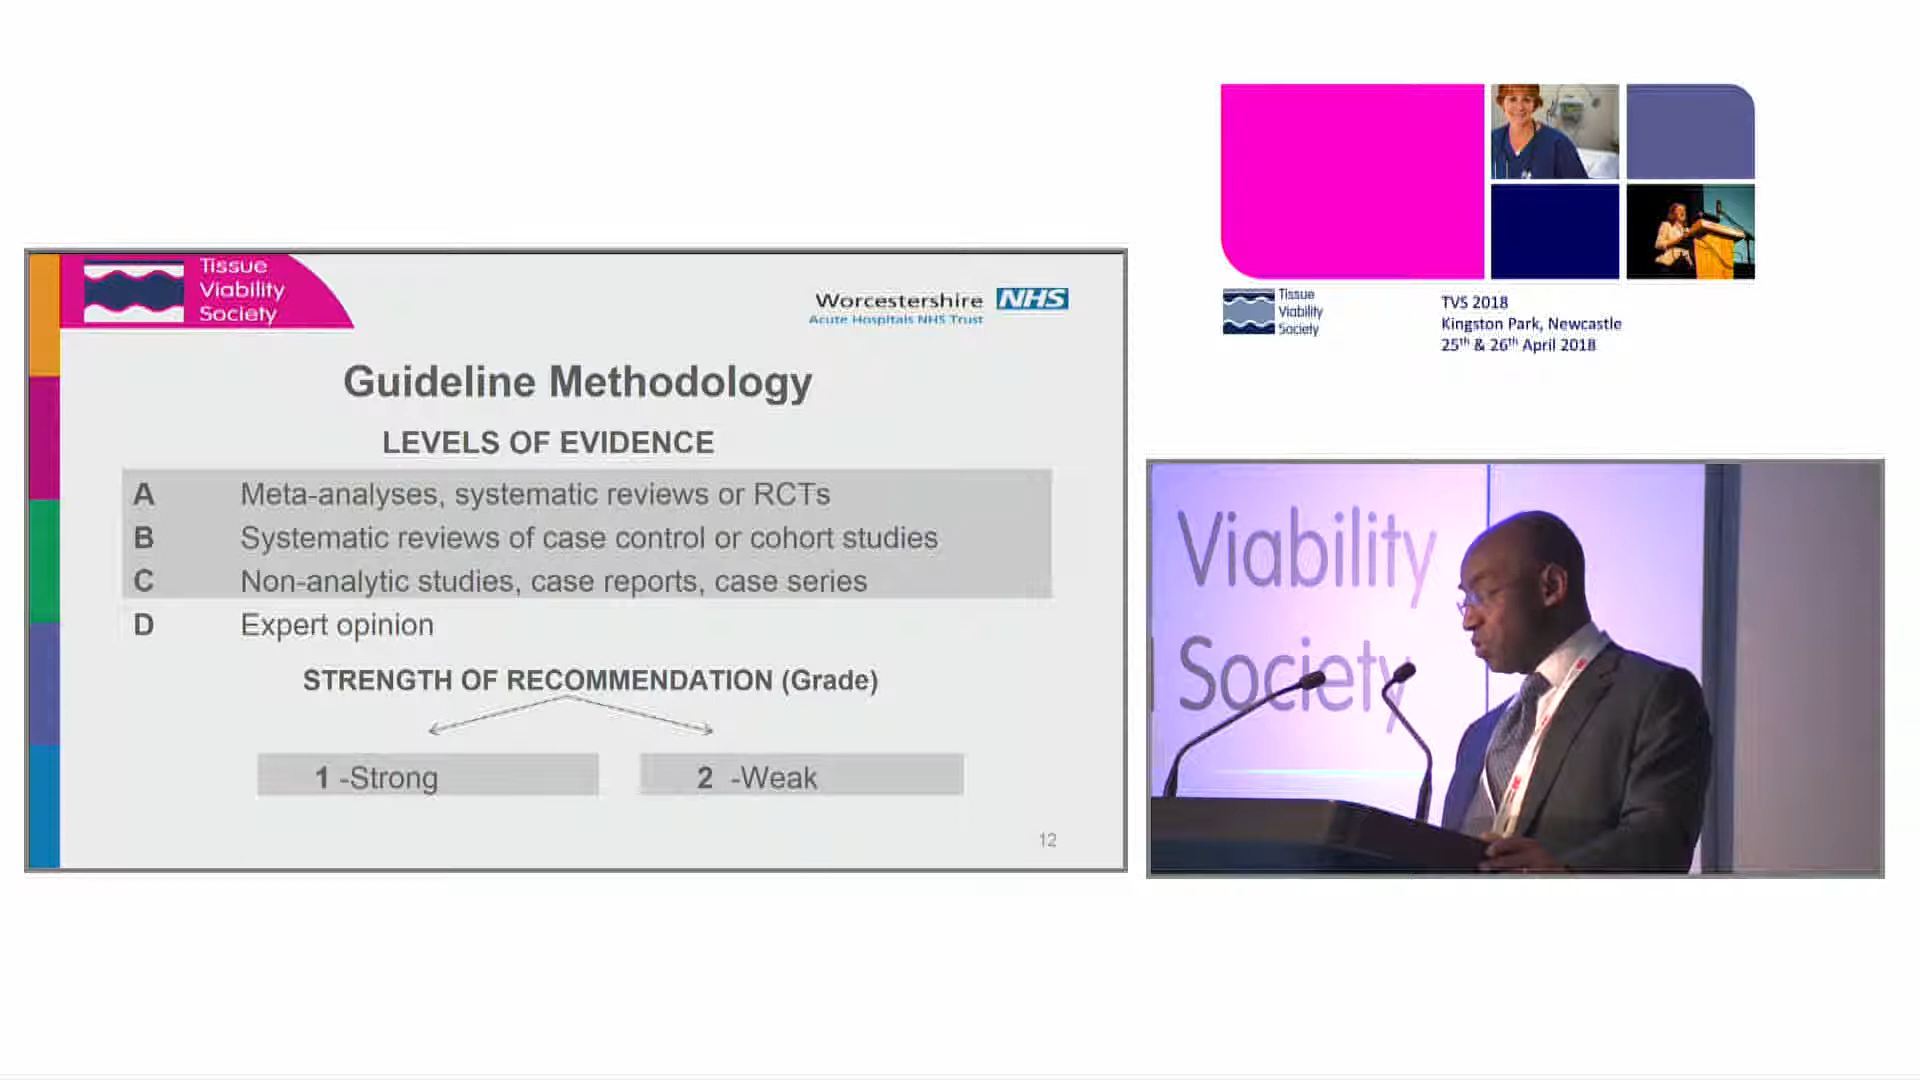 Tissue
Viability
Society
Worcestershire NHS
Acute Hospitals NHS Trust
Guideline Methodology
LEVELS OF EVIDENCE
A Meta-analyses, systematic reviews or RCTs
B Systematic reviews of case control or cohort studies
C Non-analytic studies, case reports, case series
D Expert opinion
STRENGTH OF RECOMMENDATION (Grade)
1 -Strong 2 -Weak
12
Tissue
Viability
Society
TVS 2018
Kingston Park, Newcastle
25th & 26th April 2018
Viability
Society